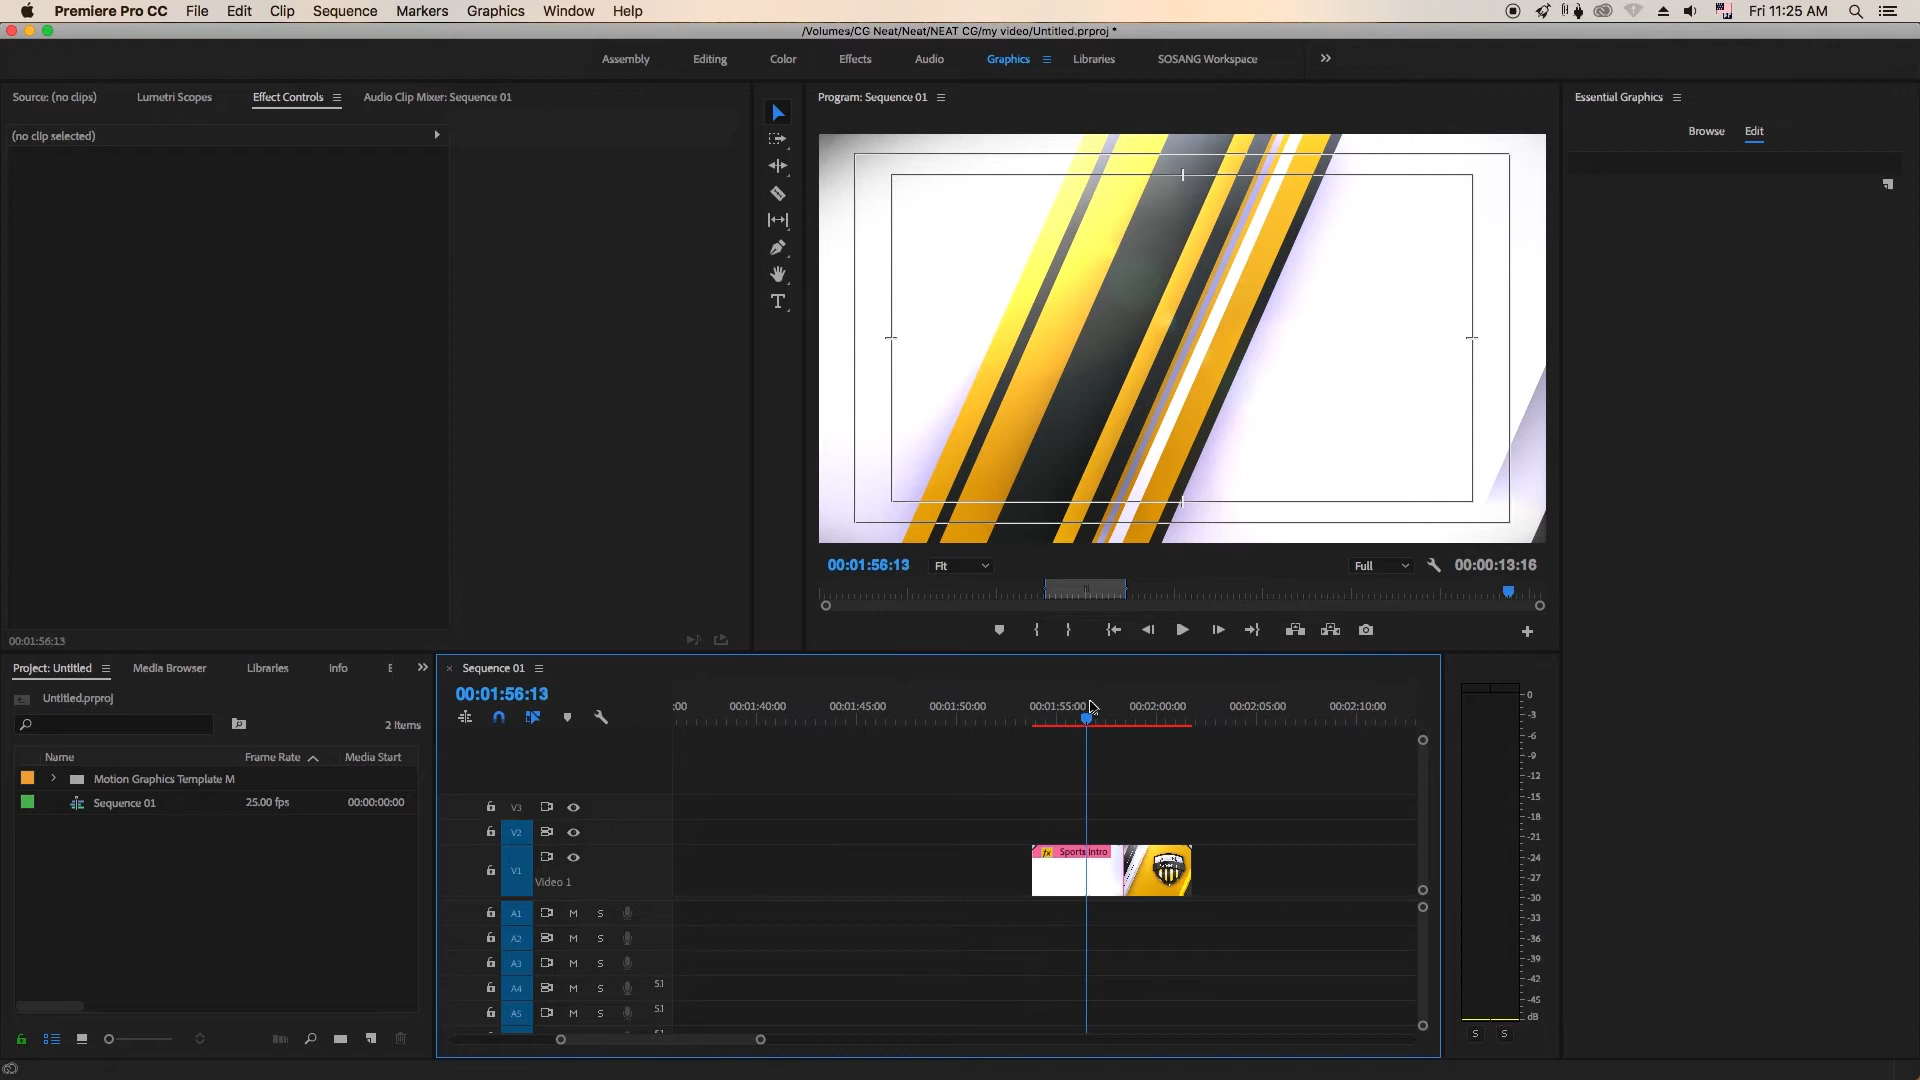 Premiere Pro CC File Edit Clip Sequence Markers Graphics Window Help Fri 11:25 AM
/Volumes/CG Neat/Neat/NEAT CG/my video/Untitled.prproj *
Assembly Editing Color Effects Audio Graphics Libraries SOSANG Workspace
Source: (no clips) Lumetri Scopes Effect Controls Audio Clip Mixer: Sequence 01 Program: Sequence 01 Essential Graphics
(no clip selected)
Browse Edit
00:01:56:13 Fit Full 00:00:13:16
00:01:56:13
Project: Untitled Media Browser Libraries Info E
Sequence 01
Untitled.prproj
00:01:56:13
2 Items
:00 00:01:40:00 00:01:45:00 00:01:50:00 00:01:55:00 00:02:00:00 00:02:05:00 00:02:10:00
Name Frame Rate Media Start
Motion Graphics Template M
Sequence 01 25.00 fps 00:00:00:00
V3
V2
V1
Video 1
fx Sports Intro
A1 M S
A2 M S
A3 M S
A4 M S 5.1
A5 M S 5.1
0
-3
-6
-9
-12
-15
-18
-21
-24
-27
-30
-33
-36
-39
-42
-45
dB
S S